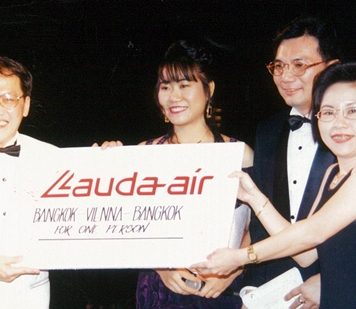 Lauda-air
BANGKOK-VIENNA-BANGKOK
FOR ONE PERSON